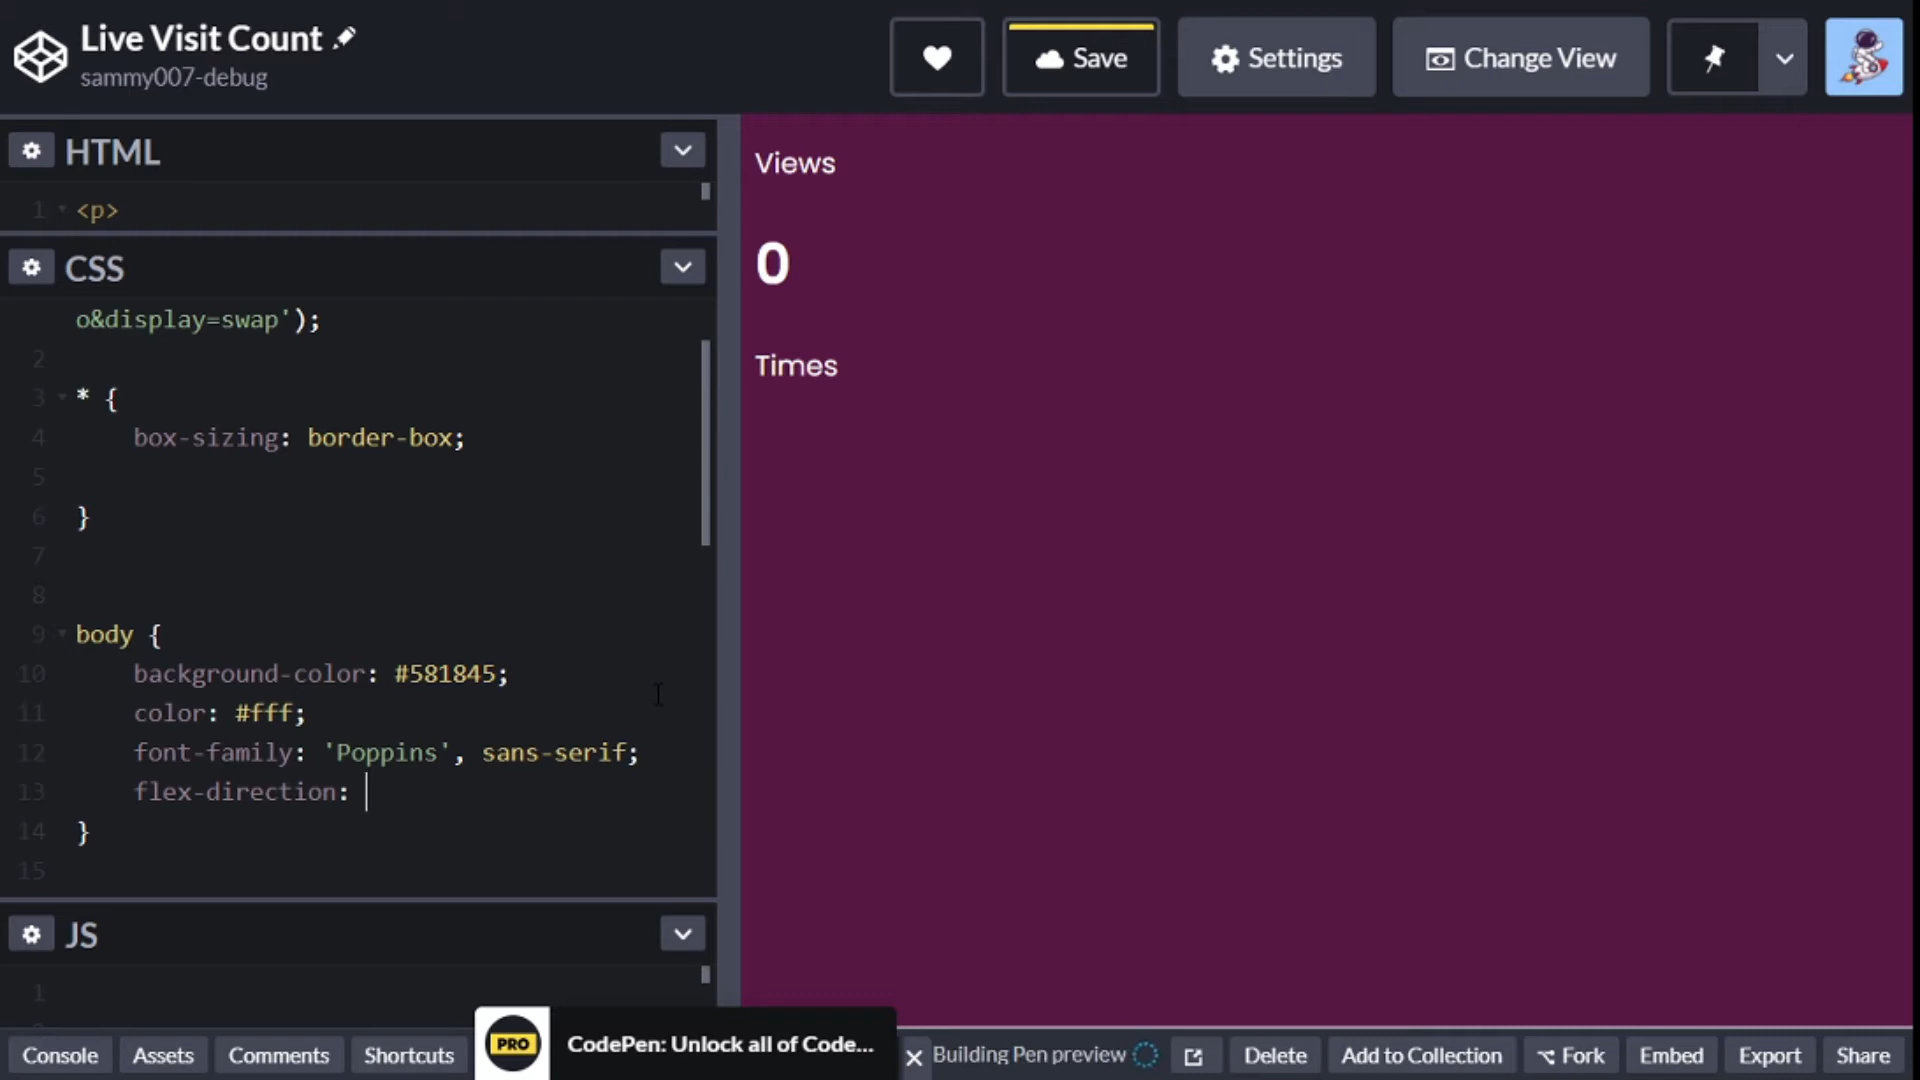 Live Visit Count
sammy007-debug
Save
Settings
Change View
HTML
1 <p>
CSS
o&display=swap');
2
3 * {
4 box-sizing: border-box;
5
6 }
7
8
9 body {
10 background-color: #581845;
11 color: #fff;
12 font-family: 'Poppins', sans-serif;
13 flex-direction:
14 }
15
JS
1
Views
0
Times
Console
Assets
Comments
Shortcuts
PRO
CodePen: Unlock all of Code...
Building Pen preview
Delete
Add to Collection
Fork
Embed
Export
Share